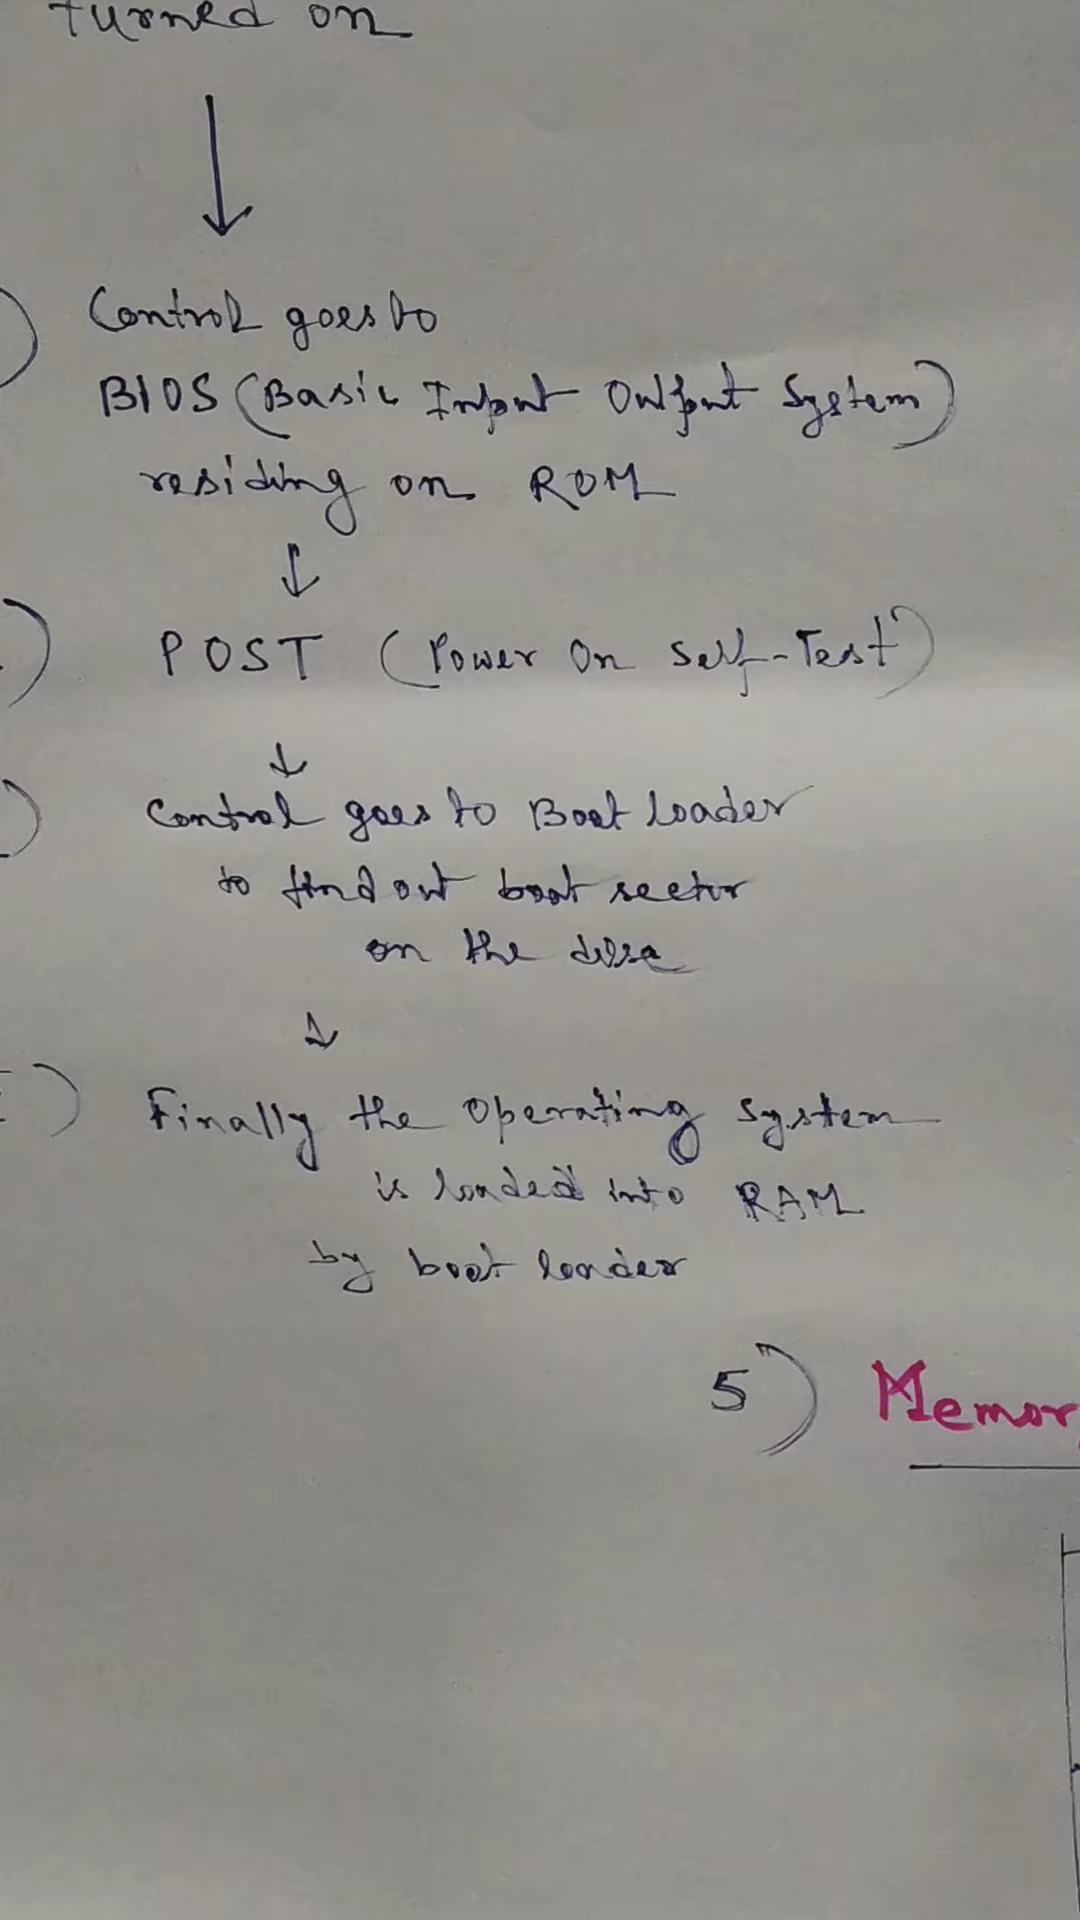 turned on
Control goes to
BIOS (Basic Input Output System)
residing on ROM
POST (Power On Self-Test)
Control goes to Boot loader
to find out boot sector
on the disc
Finally the operating system
is loaded into RAM
by boot loader
5) Memory